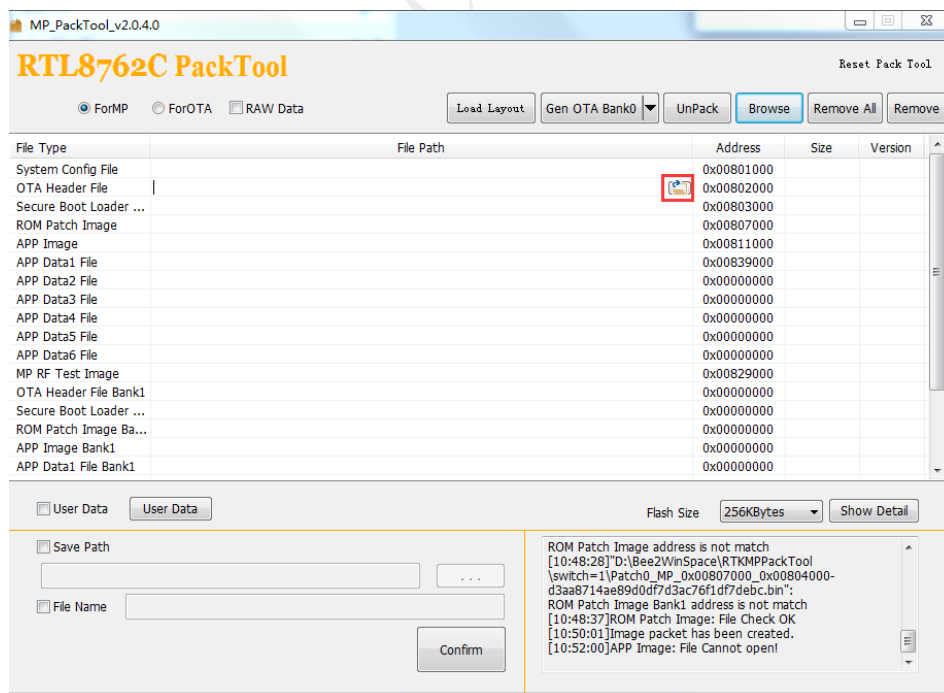 MP_PackTool_v2.0.4.0
RTL8762C PackTool
Reset Pack Tool
ForMP ForOTA RAW Data Load Layout Gen OTA Bank0 UnPack Browse Remove All Remove
File Type File Path Address Size Version
System Config File 0x00801000
OTA Header File 0x00802000
Secure Boot Loader ... 0x00803000
ROM Patch Image 0x00807000
APP Image 0x00811000
APP Data1 File 0x00839000
APP Data2 File 0x00000000
APP Data3 File 0x00000000
APP Data4 File 0x00000000
APP Data5 File 0x00000000
APP Data6 File 0x00000000
MP RF Test Image 0x00829000
OTA Header File Bank1 0x00000000
Secure Boot Loader ... 0x00000000
ROM Patch Image Ba... 0x00000000
APP Image Bank1 0x00000000
APP Data1 File Bank1 0x00000000
User Data User Data Flash Size 256KBytes Show Detail
Save Path
...
File Name
Confirm
ROM Patch Image address is not match
[10:48:28]"D:\Bee2WinSpace\RTKMPPackTool
\switch=1\Patch0_MP_0x00807000_0x00804000-
d3aa8714ae89d0df7d3ac76f1df7debc.bin":
ROM Patch Image Bank1 address is not match
[10:48:37]ROM Patch Image: File Check OK
[10:50:01]Image packet has been created.
[10:52:00]APP Image: File Cannot open!